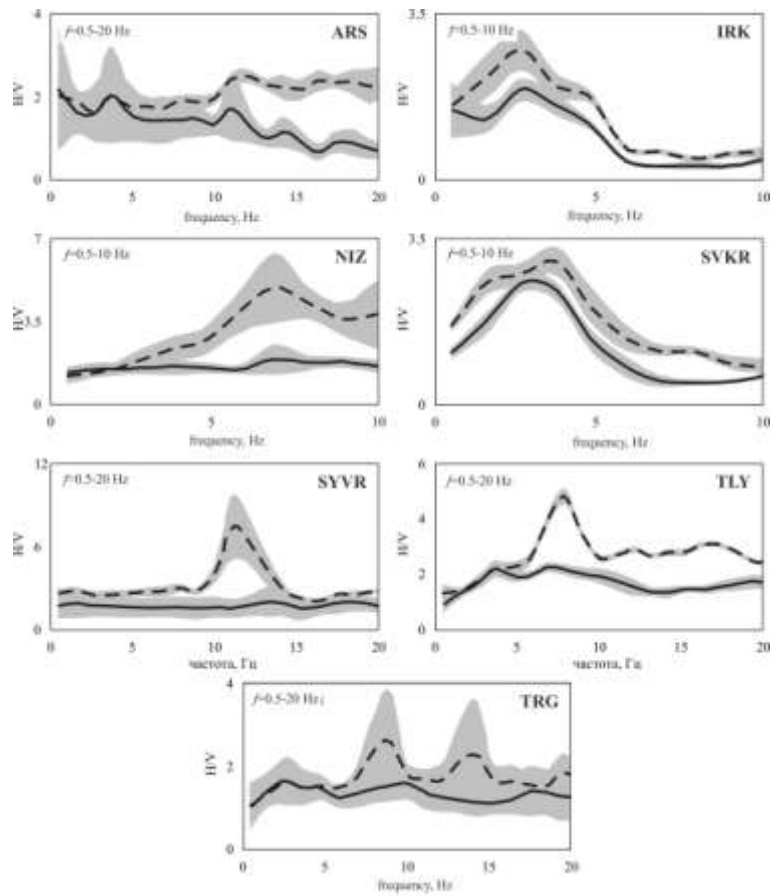 4
f=0.5-20 Hz
ARS
H/V
2
0
0
5
10
15
20
frequency, Hz
3.5
f=0.5-10 Hz
IRK
H/V
0
0
5
10
frequency, Hz
7
f=0.5-10 Hz
NIZ
H/V
3.5
0
0
5
10
frequency, Hz
3.5
f=0.5-10 Hz
SVKR
H/V
0
0
5
10
frequency, Hz
12
f=0.5-20 Hz
SYVR
H/V
6
0
0
5
10
15
20
частота, Гц
6
f=0.5-20 Hz
TLY
H/V
4
2
0
0
5
10
15
20
частота, Гц
4
f=0.5-20 Hz
TRG
H/V
2
0
0
5
10
15
20
frequency, Hz